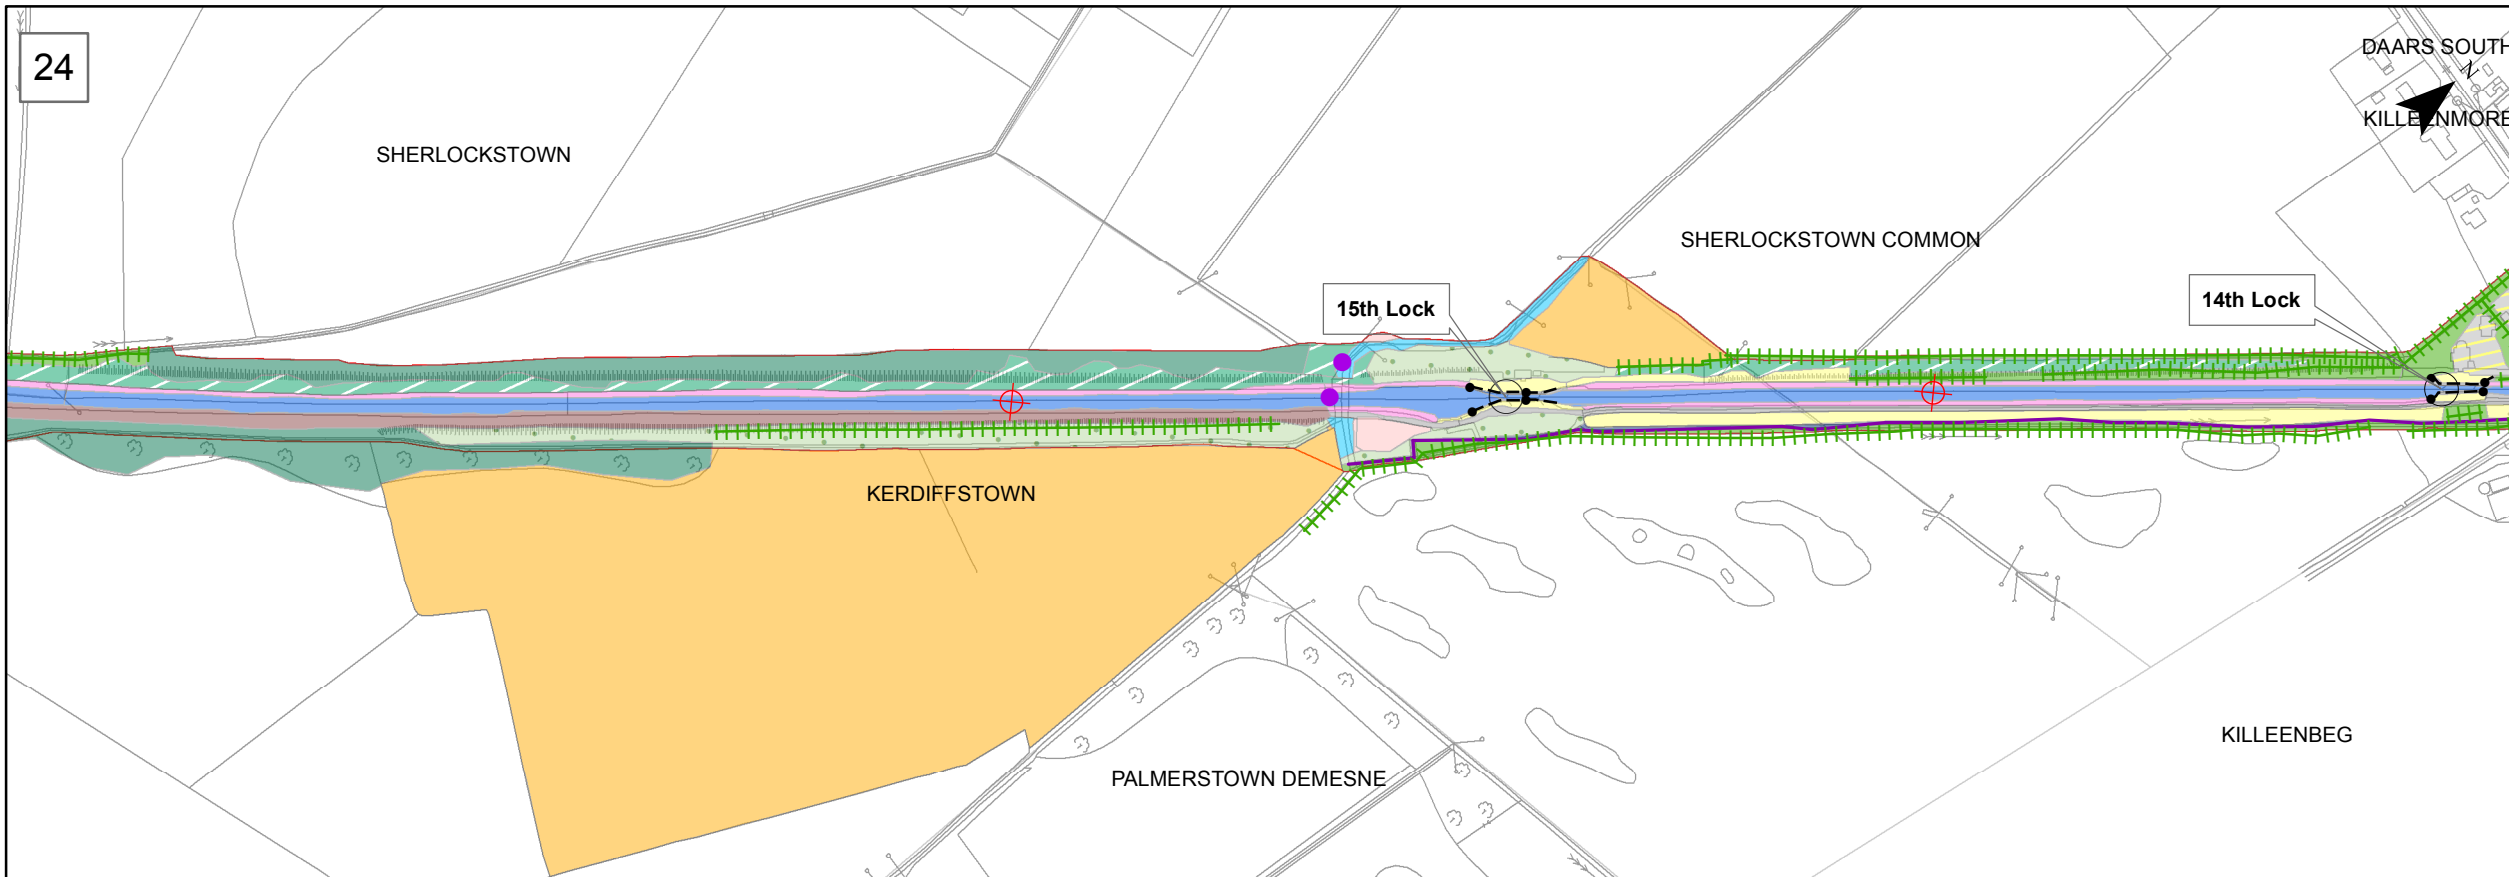 24
DAARS SOUTH
N
KILLEENMORE
SHERLOCKSTOWN
SHERLOCKSTOWN COMMON
15th Lock
14th Lock
KERDIFFSTOWN
KILLEENBEG
PALMERSTOWN DEMESNE